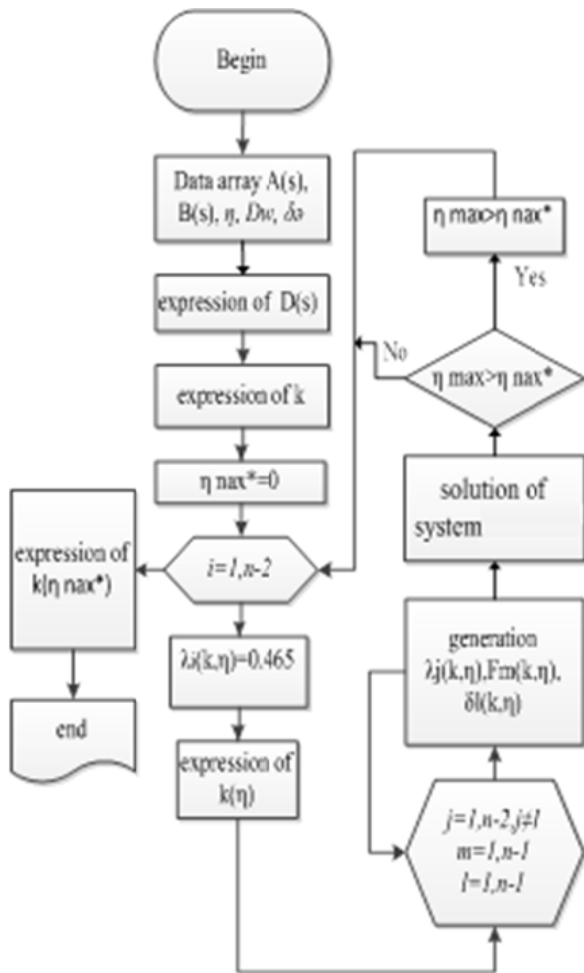 Begin
Data array A(s),
B(s), η, Dw, δə
expression of D(s)
expression of k
η nax*=0
i=1,n-2
expression of
k(η nax*)
end
λi(k,η)=0.465
expression of
k(η)
j=1,n-2,j≠1
m=1,n-1
l=1,n-1
generation
λj(k,η),Fm(k,η),
δl(k,η)
solution of
system
η max>η nax*
No
Yes
η max>η nax*